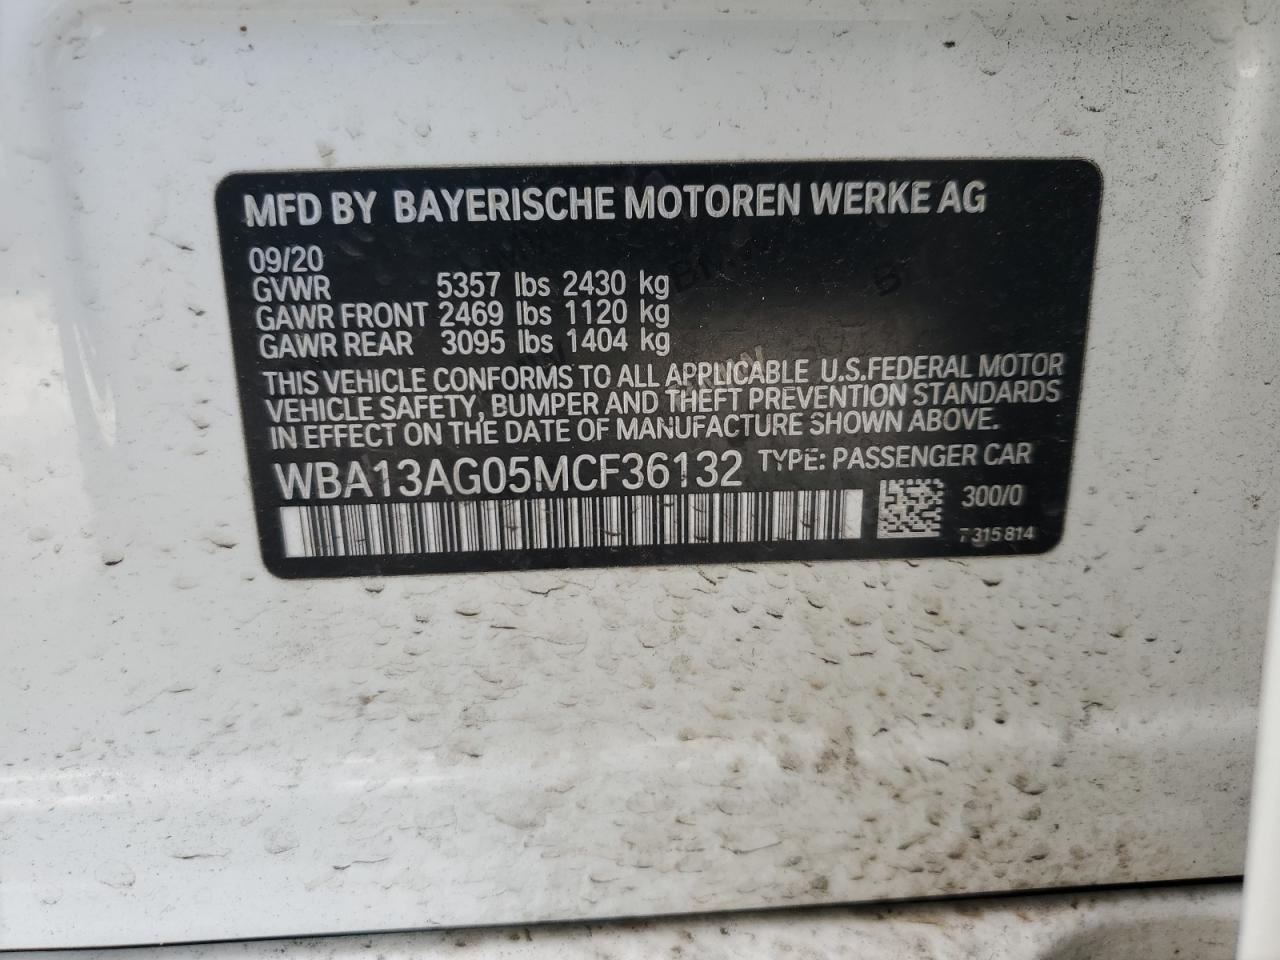 MFD BY BAYERISCHE MOTOREN WERKE AG
09/20
GVWR 5357 lbs 2430 kg
GAWR FRONT 2469 lbs 1120 kg
GAWR REAR 3095 lbs 1404 kg
THIS VEHICLE CONFORMS TO ALL APPLICABLE U.S.FEDERAL MOTOR
VEHICLE SAFETY, BUMPER AND THEFT PREVENTION STANDARDS
IN EFFECT ON THE DATE OF MANUFACTURE SHOWN ABOVE.
WBA13AG05MCF36132 TYPE: PASSENGER CAR
300/0
7 315 814